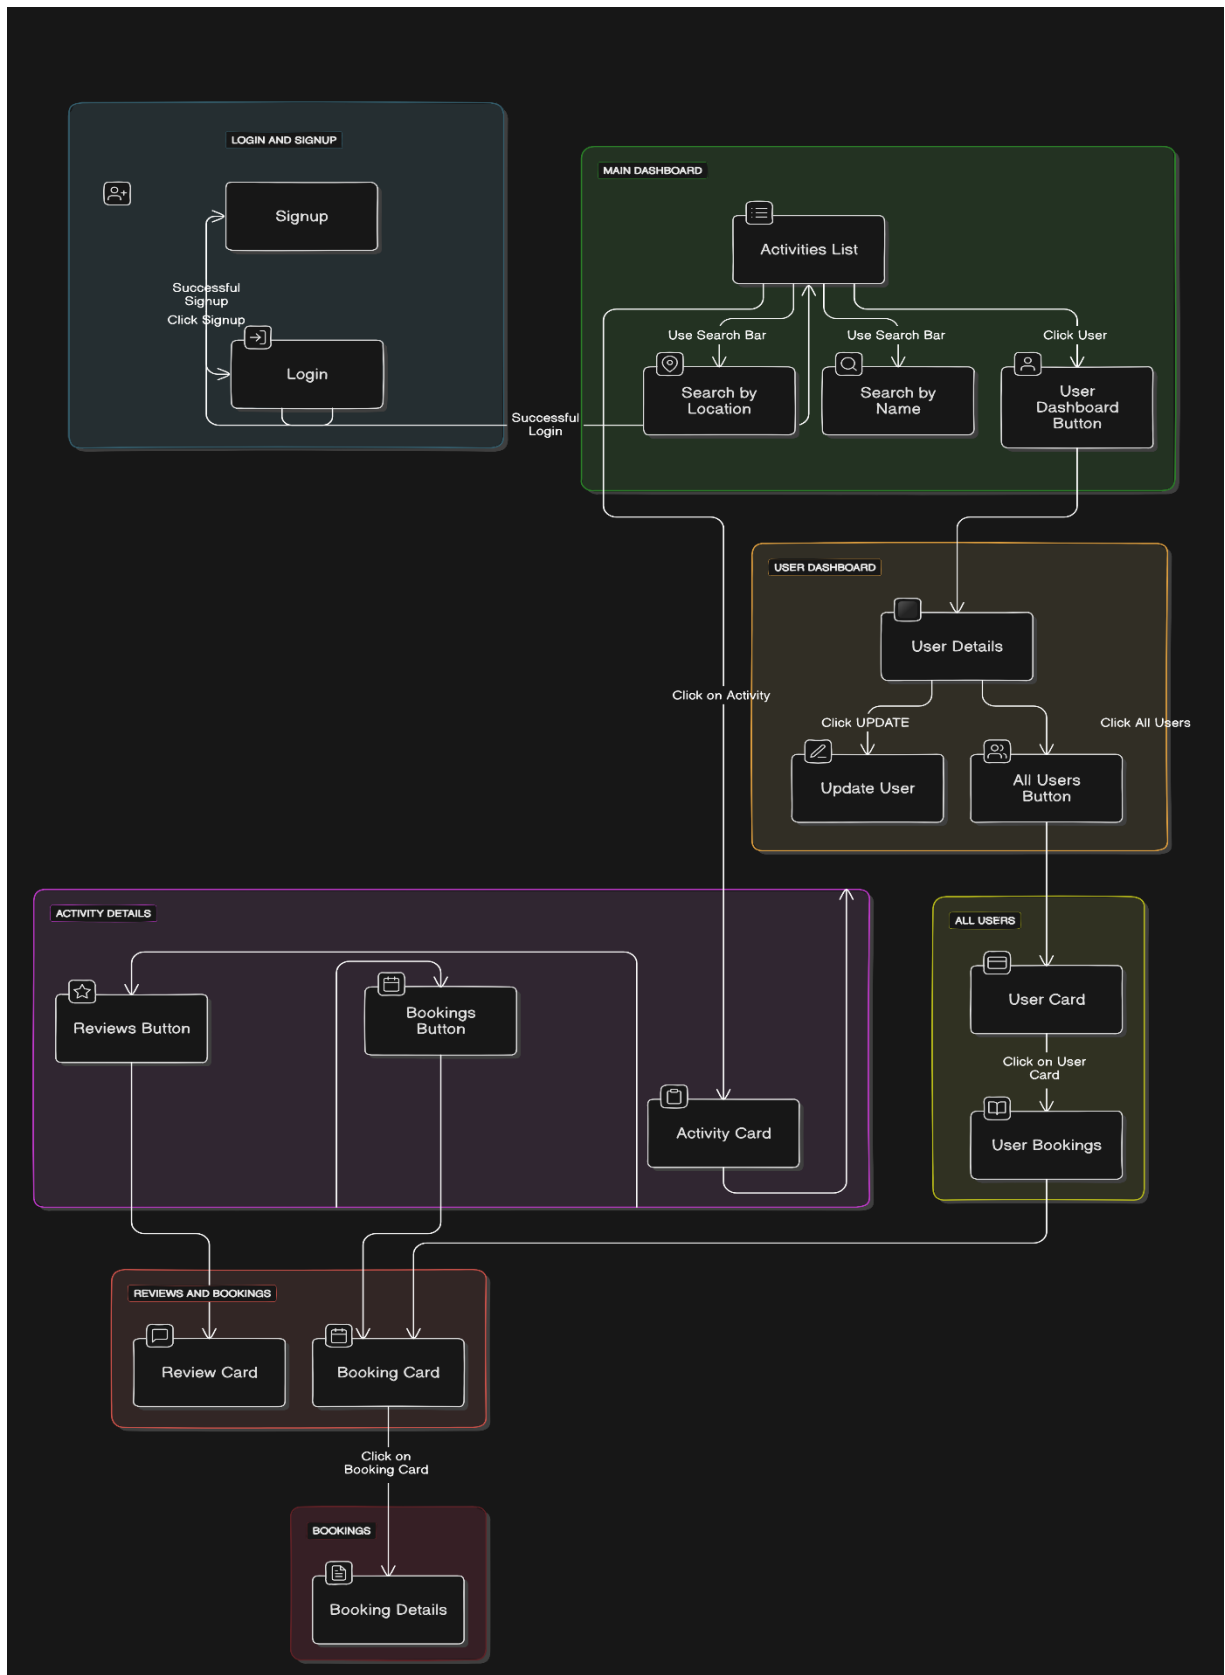 LOGIN AND SIGNUP
Signup
Successful
Signup
Click Signup
Login
Successful
Login
MAIN DASHBOARD
Activities List
Use Search Bar
Use Search Bar
Click User
Search by
Location
Search by
Name
User
Dashboard
Button
USER DASHBOARD
User Details
Click on Activity
Click UPDATE
Click All Users
Update User
All Users
Button
ACTIVITY DETAILS
Reviews Button
Bookings
Button
Activity Card
ALL USERS
User Card
Click on User
Card
User Bookings
REVIEWS AND BOOKINGS
Review Card
Booking Card
Click on
Booking Card
BOOKINGS
Booking Details